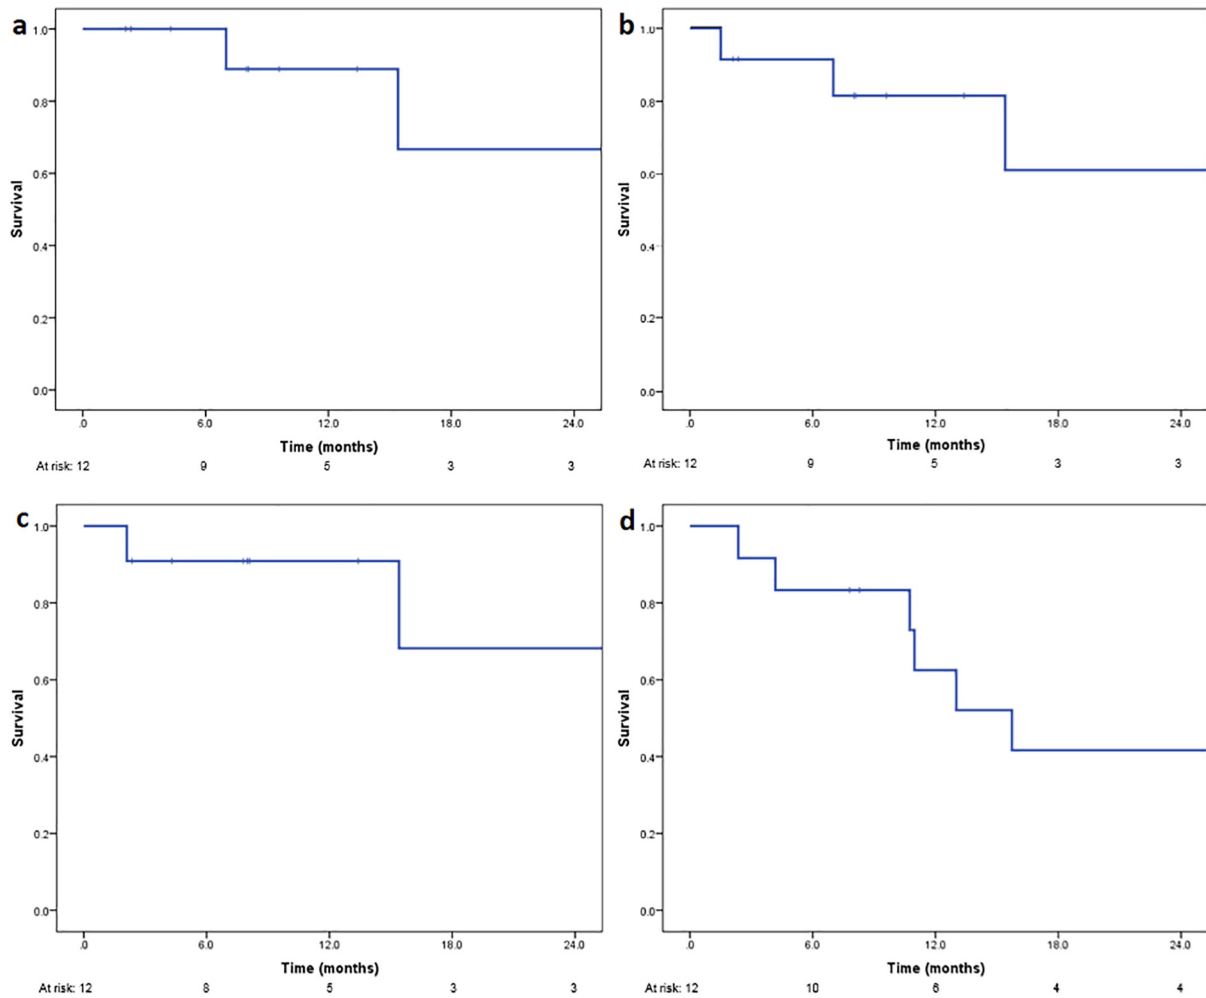 a
1.0
0.8
0.6
0.4
0.2
0.0
Survival
.0 6.0 12.0 18.0 24.0
Time (months)
At risk: 12 9 5 3 3
b
1.0
0.8
0.6
0.4
0.2
0.0
Survival
.0 6.0 12.0 18.0 24.0
Time (months)
At risk: 12 9 5 3 3
c
1.0
0.8
0.6
0.4
0.2
0.0
Survival
.0 6.0 12.0 18.0 24.0
Time (months)
At risk: 12 8 5 3 3
d
1.0
0.8
0.6
0.4
0.2
0.0
Survival
.0 6.0 12.0 18.0 24.0
Time (months)
At risk: 12 10 6 4 4